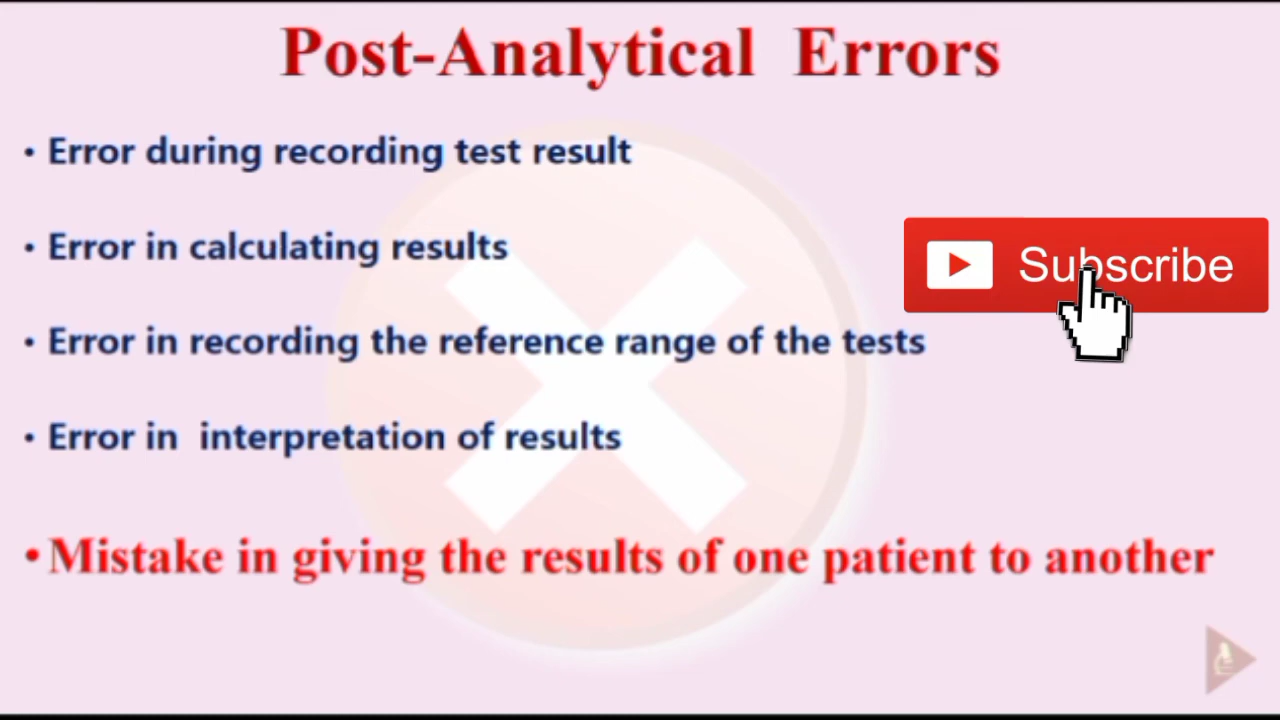 Post-Analytical Errors
• Error during recording test result
• Error in calculating results
Subscribe
• Error in recording the reference range of the tests
• Error in interpretation of results
• Mistake in giving the results of one patient to another